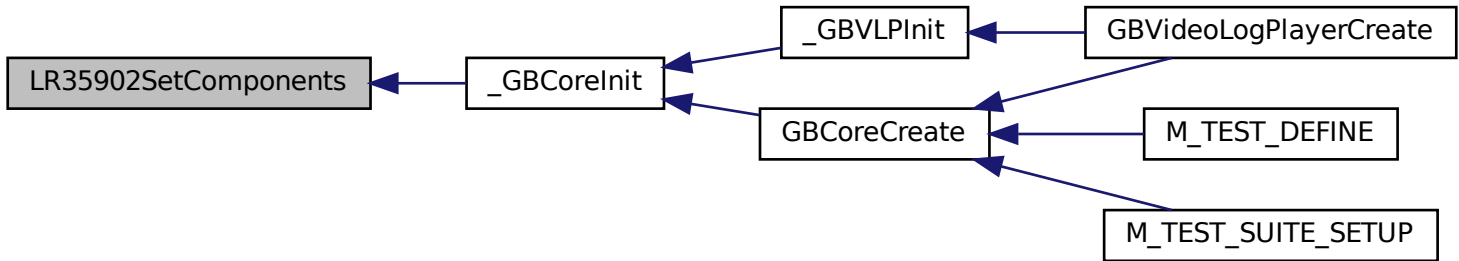 LR35902SetComponents
_GBCoreInit
_GBVLPInit
GBVideoLogPlayerCreate
GBCoreCreate
M_TEST_DEFINE
M_TEST_SUITE_SETUP